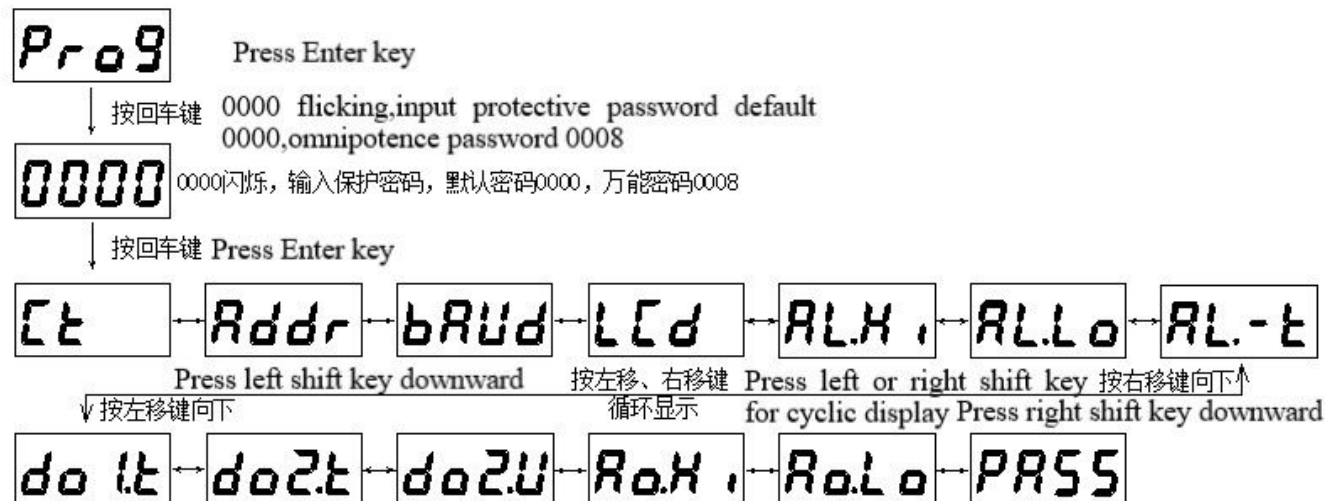 Prog Press Enter key
按回车键 0000 flicking,input protective password default
0000,omnipotence password 0008
0000 0000闪烁，输入保护密码，默认密码0000，万能密码0008
按回车键 Press Enter key
Ct Addr bAUd LCd AL.Hi AL.Lo AL.-t
Press left shift key downward 按左移、右移键 Press left or right shift key 按右移键向下
按左移键向下 循环显示 for cyclic display Press right shift key downward
do1.t do2.t do2.U Ao.Hi Ao.Lo PASS